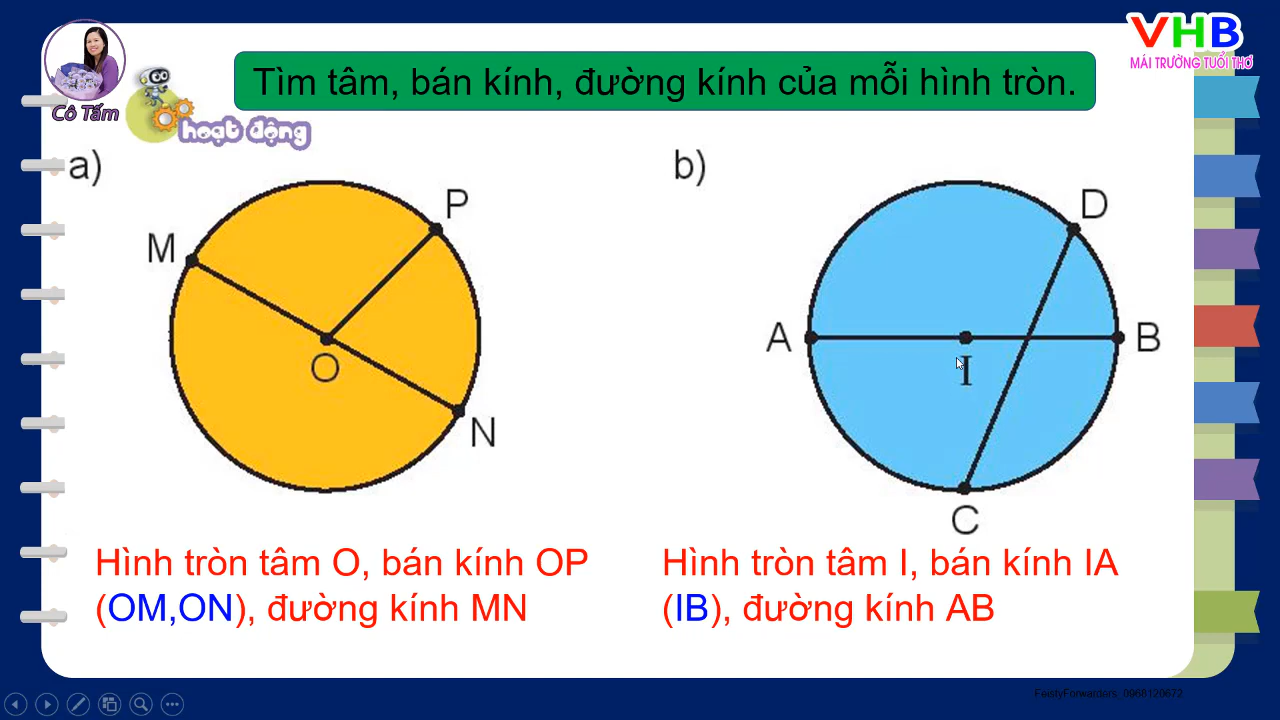 VHB
MÁI TRƯỜNG TUỔI THƠ
Cô Tấm
hoạt động
Tìm tâm, bán kính, đường kính của mỗi hình tròn.
a)
M
P
O
N
b)
D
A
B
I
C
Hình tròn tâm O, bán kính OP
(OM,ON), đường kính MN
Hình tròn tâm I, bán kính IA
(IB), đường kính AB
FeistyForwarders, 0968120672